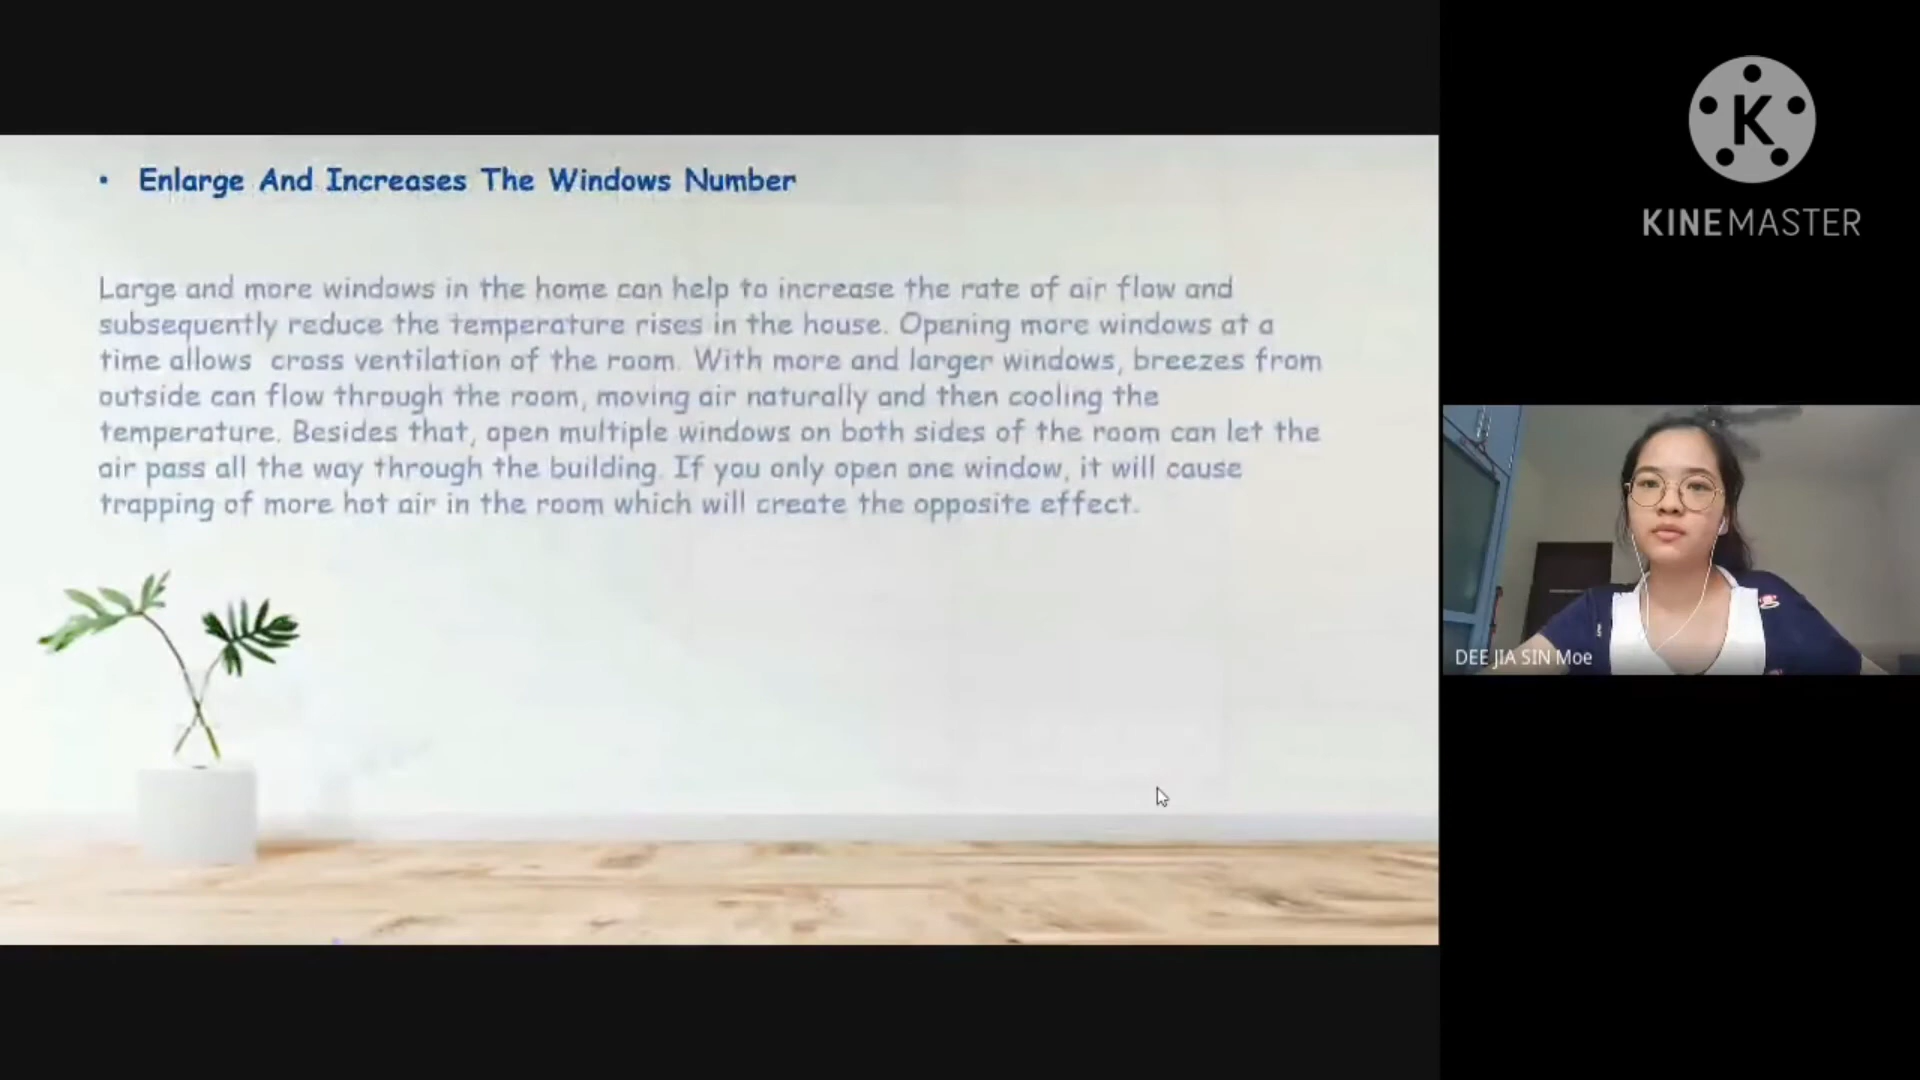 • Enlarge And Increases The Windows Number
Large and more windows in the home can help to increase the rate of air flow and
subsequently reduce the temperature rises in the house. Opening more windows at a
time allows cross ventilation of the room. With more and larger windows, breezes from
outside can flow through the room, moving air naturally and then cooling the
temperature. Besides that, open multiple windows on both sides of the room can let the
air pass all the way through the building. If you only open one window, it will cause
trapping of more hot air in the room which will create the opposite effect.
K
KINEMASTER
DEE JIA SIN Moe